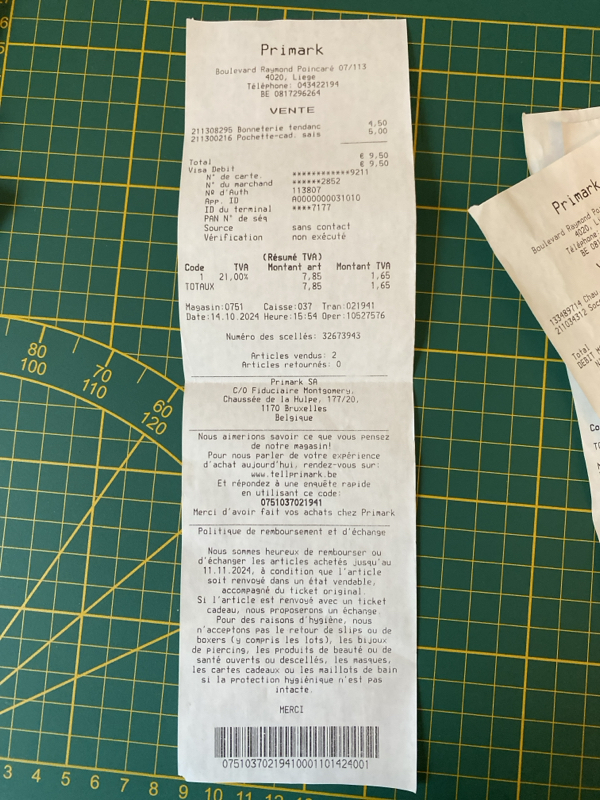 Primark
Boulevard Raymond Poincaré 07/113
4020, Liege
Téléphone: 043422194
BE 0817296264
VENTE
211308295 Bonneterie tendanc 4,50
211300216 Pochette-cad. sais 5,00
Total € 9,50
Visa Debit € 9,50
N° de carte. ************9211
N° du marchand ******2852
Nº d'Auth 113807
App. ID A0000000031010
ID du terminal ****7177
PAN N° de séq
Source sans contact
Vérification non exécuté
(Résumé TVA)
Code TVA Montant art Montant TVA
1 21,00% 7,85 1,65
TOTAUX 7,85 1,65
Magasin:0751 Caisse:037 Tran:021941
Date:14.10.2024 Heure:15:54 Oper:10527576
Numéro des scellés: 32673943
Articles vendus: 2
Articles retournés: 0
Primark SA
C/O Fiduciaire Montgomery,
Chaussée de la Hulpe, 177/20,
1170 Bruxelles
Belgique
Nous aimerions savoir ce que vous pensez
de notre magasin!
Pour nous parler de votre expérience
d'achat aujourd'hui, rendez-vous sur:
www.tellprimark.be
Et répondez à une enquête rapide
en utilisant ce code:
0751037021941
Merci d'avoir fait vos achats chez Primark
Politique de remboursement et d'échange
Nous sommes heureux de rembourser ou
d'échanger les articles achetés jusqu'au
11.11.2024, à condition que l'article
soit renvoyé dans un état vendable,
accompagné du ticket original.
Si l'article est renvoyé avec un ticket
cadeau, nous proposerons un échange.
Pour des raisons d'hygiène, nous
n'acceptons pas le retour de slips ou de
boxers (y compris les lots), les bijoux
de piercing, les produits de beauté ou de
santé ouverts ou descellés, les masques,
les cartes cadeaux ou les maillots de bain
si la protection hygiénique n'est pas
intacte.
MERCI
07510370219410001101424001
Primark
Boulevard Raymond
4020, L
Téléphone:
BE 08
133489714 Chau
211034312
Total
DEBIT
80
100
70
110
60
120
3 4 5 6 7 8 9 10